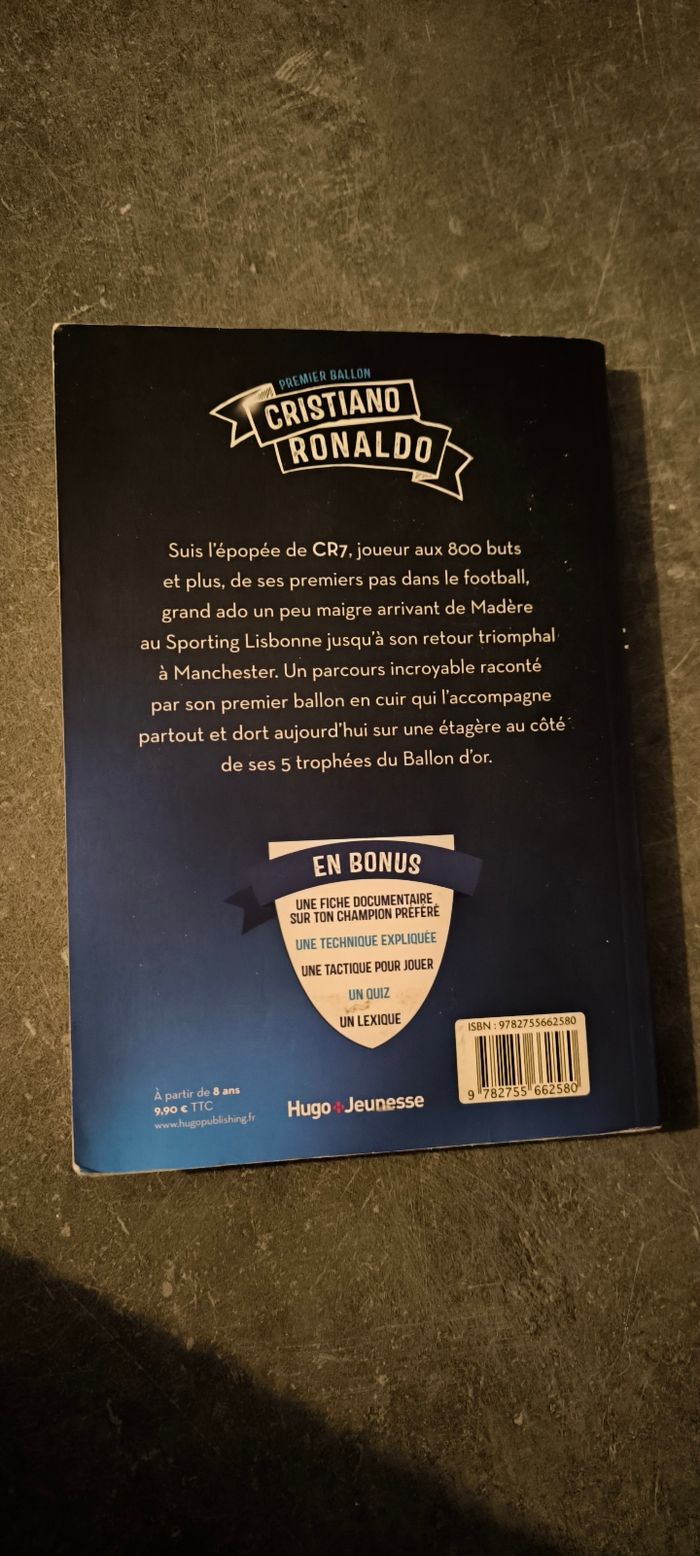 PREMIER BALLON
CRISTIANO
RONALDO
Suis l'épopée de CR7, joueur aux 800 buts
et plus, de ses premiers pas dans le football,
grand ado un peu maigre arrivant de Madère
au Sporting Lisbonne jusqu'à son retour triomphal
à Manchester. Un parcours incroyable raconté
par son premier ballon en cuir qui l'accompagne
partout et dort aujourd'hui sur une étagère au côté
de ses 5 trophées du Ballon d'or.
EN BONUS
UNE FICHE DOCUMENTAIRE
SUR TON CHAMPION PRÉFÉRÉ
UNE TECHNIQUE EXPLIQUÉE
UNE TACTIQUE POUR JOUER
UN QUIZ
UN LEXIQUE
À partir de 8 ans
9,90 € TTC
www.hugopublishing.fr
Hugo Jeunesse
ISBN : 9782755662580
9 782755 662580